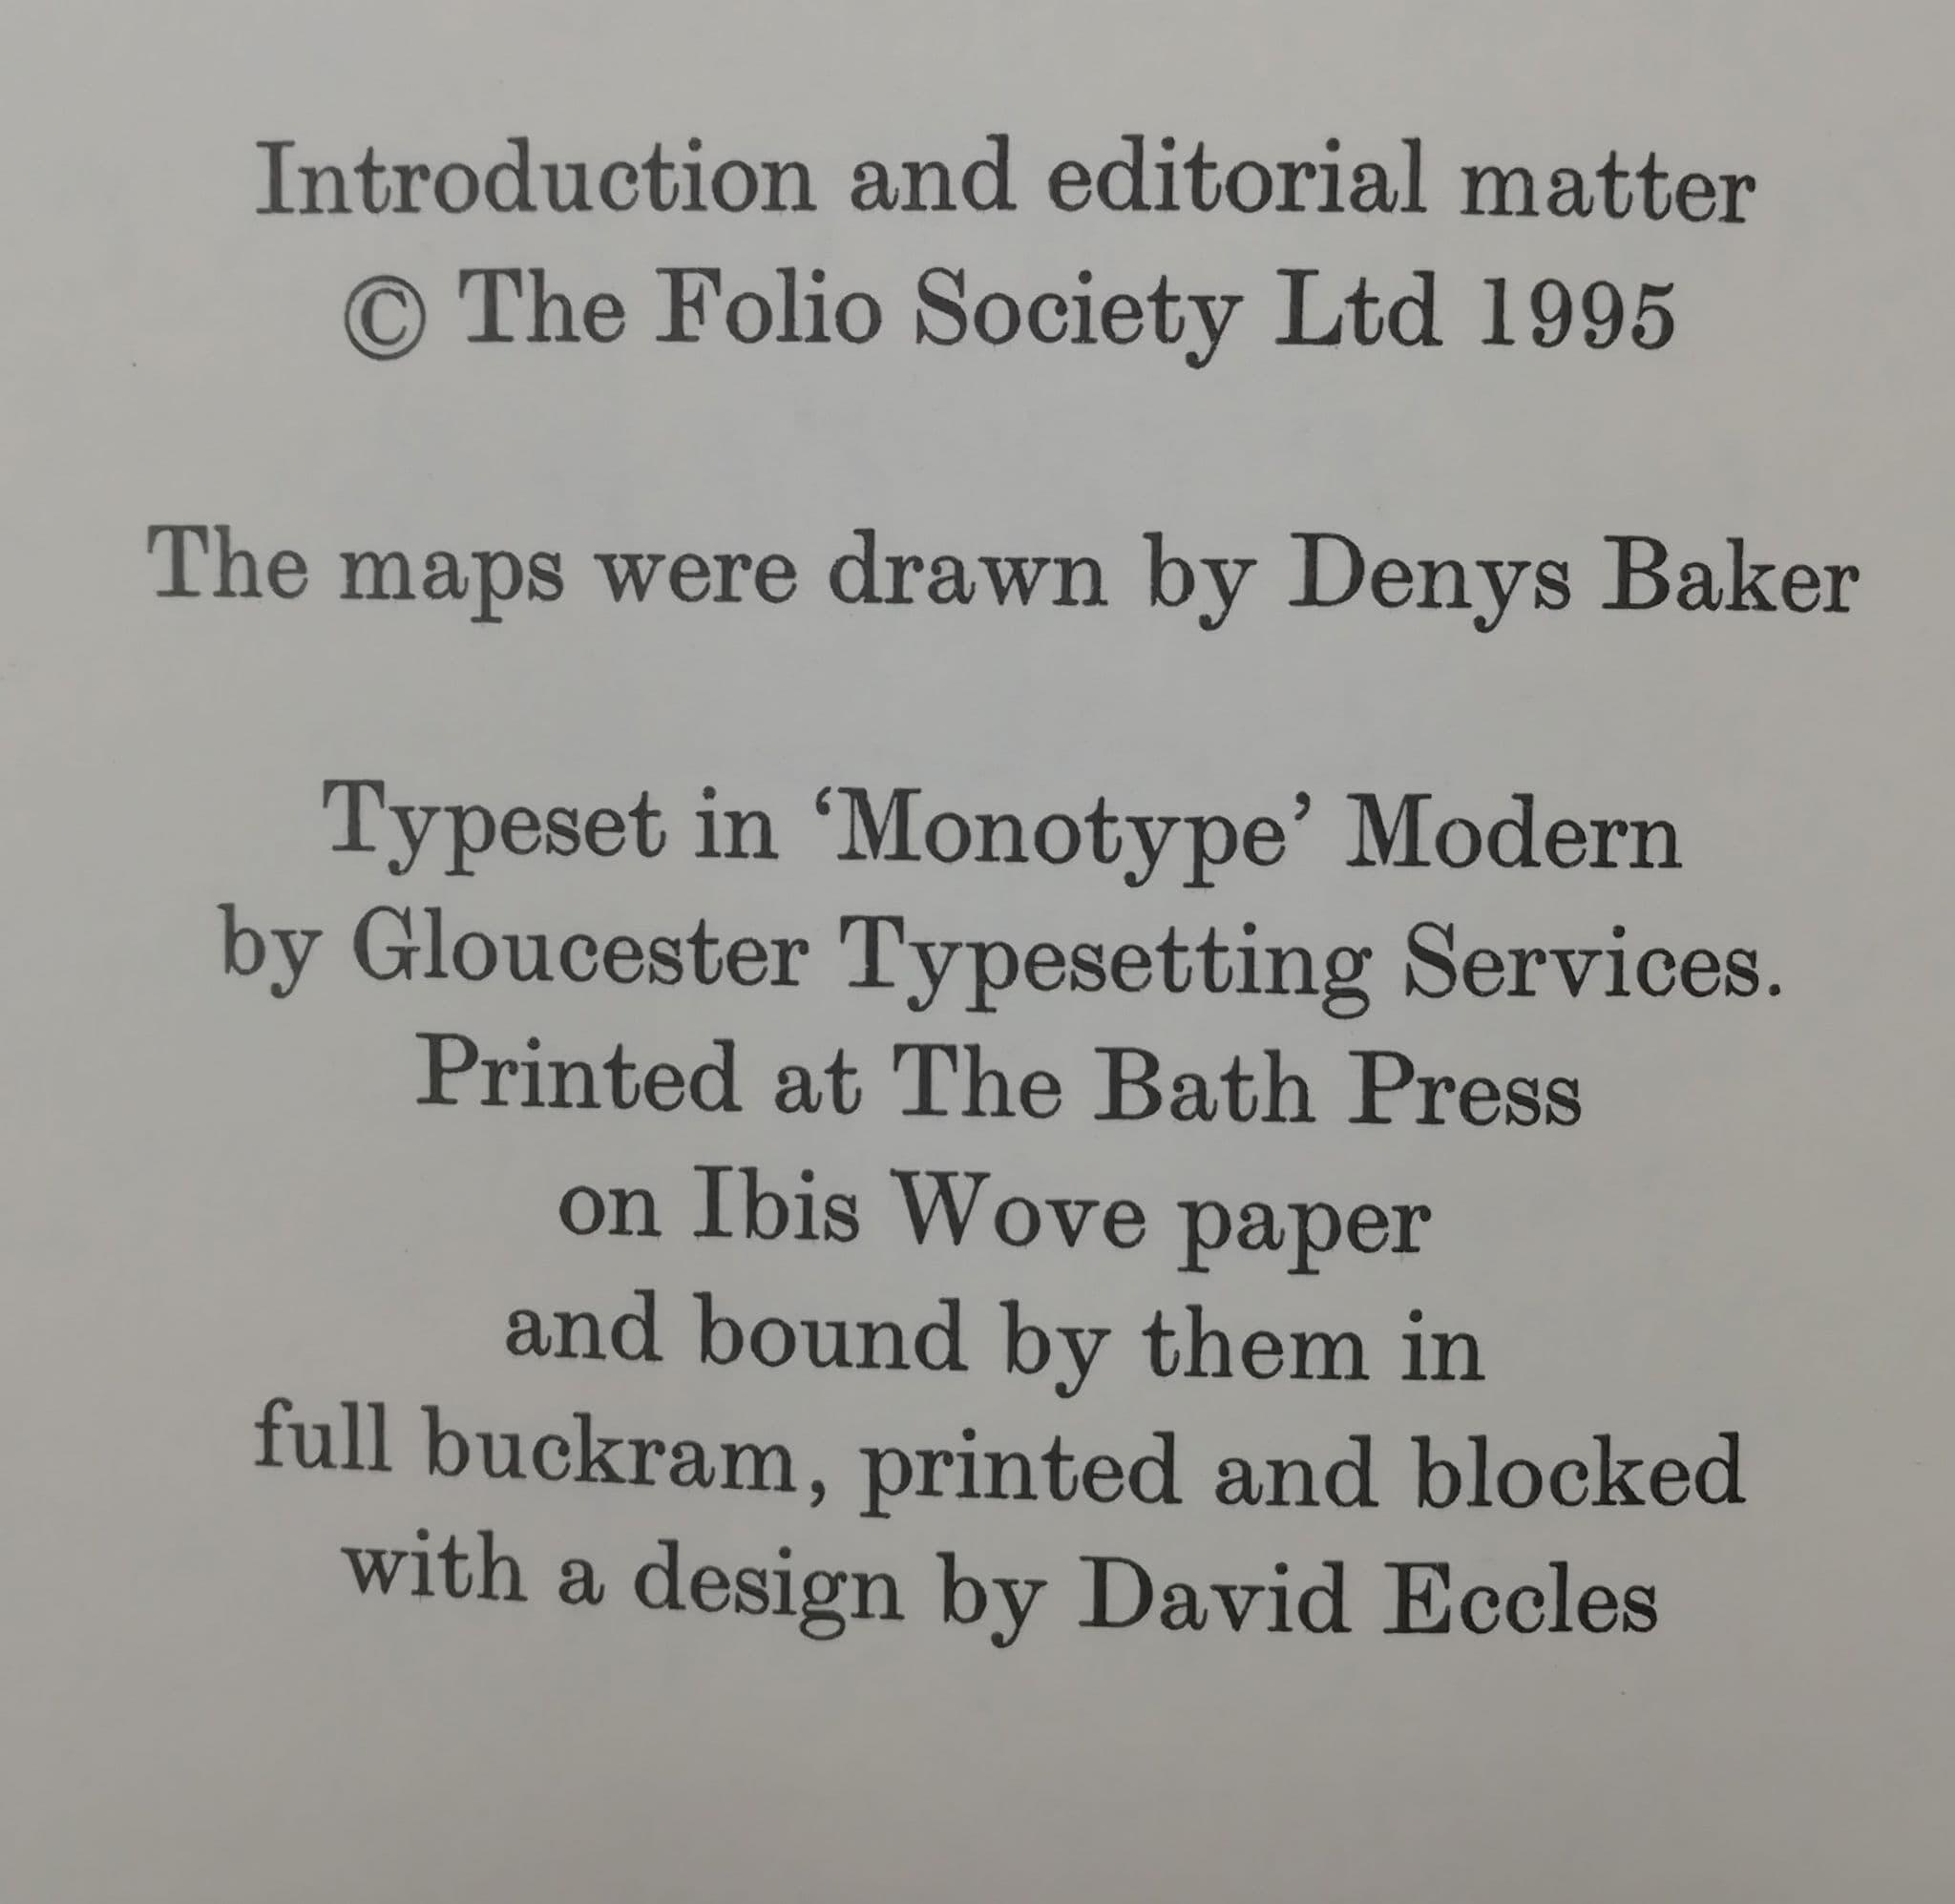 Introduction and editorial matter
© The Folio Society Ltd 1995
The maps were drawn by Denys Baker
Typeset in ‘Monotype’ Modern
by Gloucester Typesetting Services.
Printed at The Bath Press
on Ibis Wove paper
and bound by them in
full buckram, printed and blocked
with a design by David Eccles